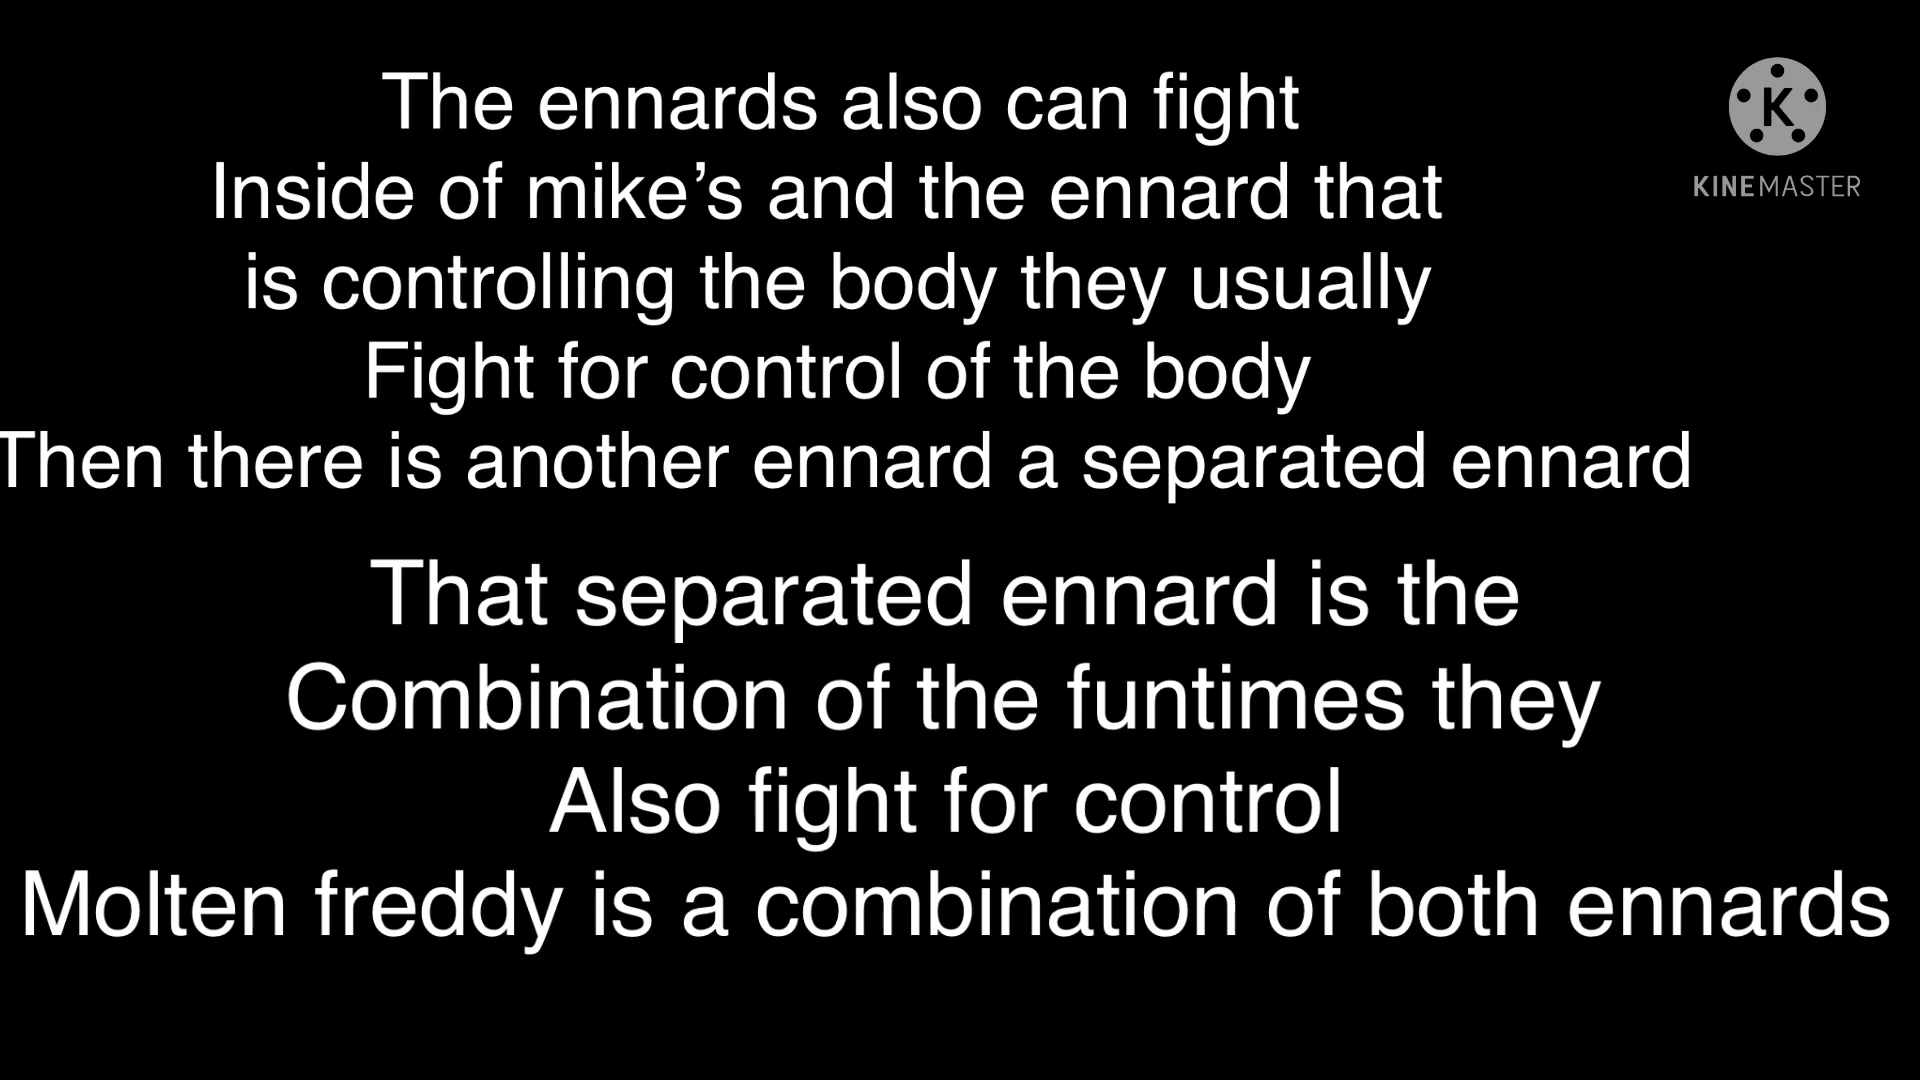 The ennards also can fight
Inside of mike’s and the ennard that
is controlling the body they usually
Fight for control of the body
Then there is another ennard a separated ennard
That separated ennard is the
Combination of the funtimes they
Also fight for control
Molten freddy is a combination of both ennards
K
KINEMASTER